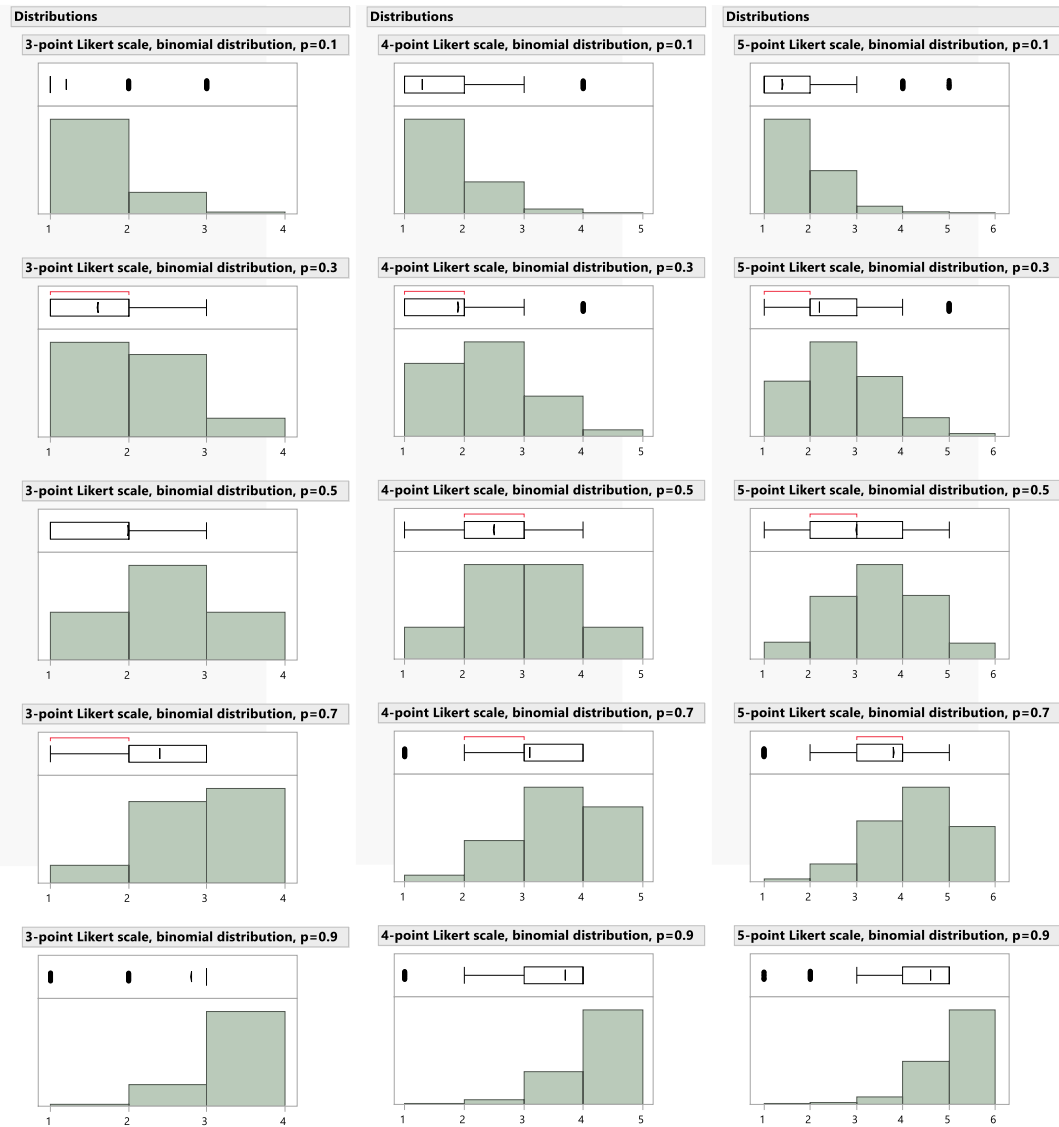 Distributions
3-point Likert scale, binomial distribution, p=0.1
1 2 3 4
3-point Likert scale, binomial distribution, p=0.3
1 2 3 4
3-point Likert scale, binomial distribution, p=0.5
1 2 3 4
3-point Likert scale, binomial distribution, p=0.7
1 2 3 4
3-point Likert scale, binomial distribution, p=0.9
1 2 3 4
Distributions
4-point Likert scale, binomial distribution, p=0.1
1 2 3 4 5
4-point Likert scale, binomial distribution, p=0.3
1 2 3 4 5
4-point Likert scale, binomial distribution, p=0.5
1 2 3 4 5
4-point Likert scale, binomial distribution, p=0.7
1 2 3 4 5
4-point Likert scale, binomial distribution, p=0.9
1 2 3 4 5
Distributions
5-point Likert scale, binomial distribution, p=0.1
1 2 3 4 5 6
5-point Likert scale, binomial distribution, p=0.3
1 2 3 4 5 6
5-point Likert scale, binomial distribution, p=0.5
1 2 3 4 5 6
5-point Likert scale, binomial distribution, p=0.7
1 2 3 4 5 6
5-point Likert scale, binomial distribution, p=0.9
1 2 3 4 5 6